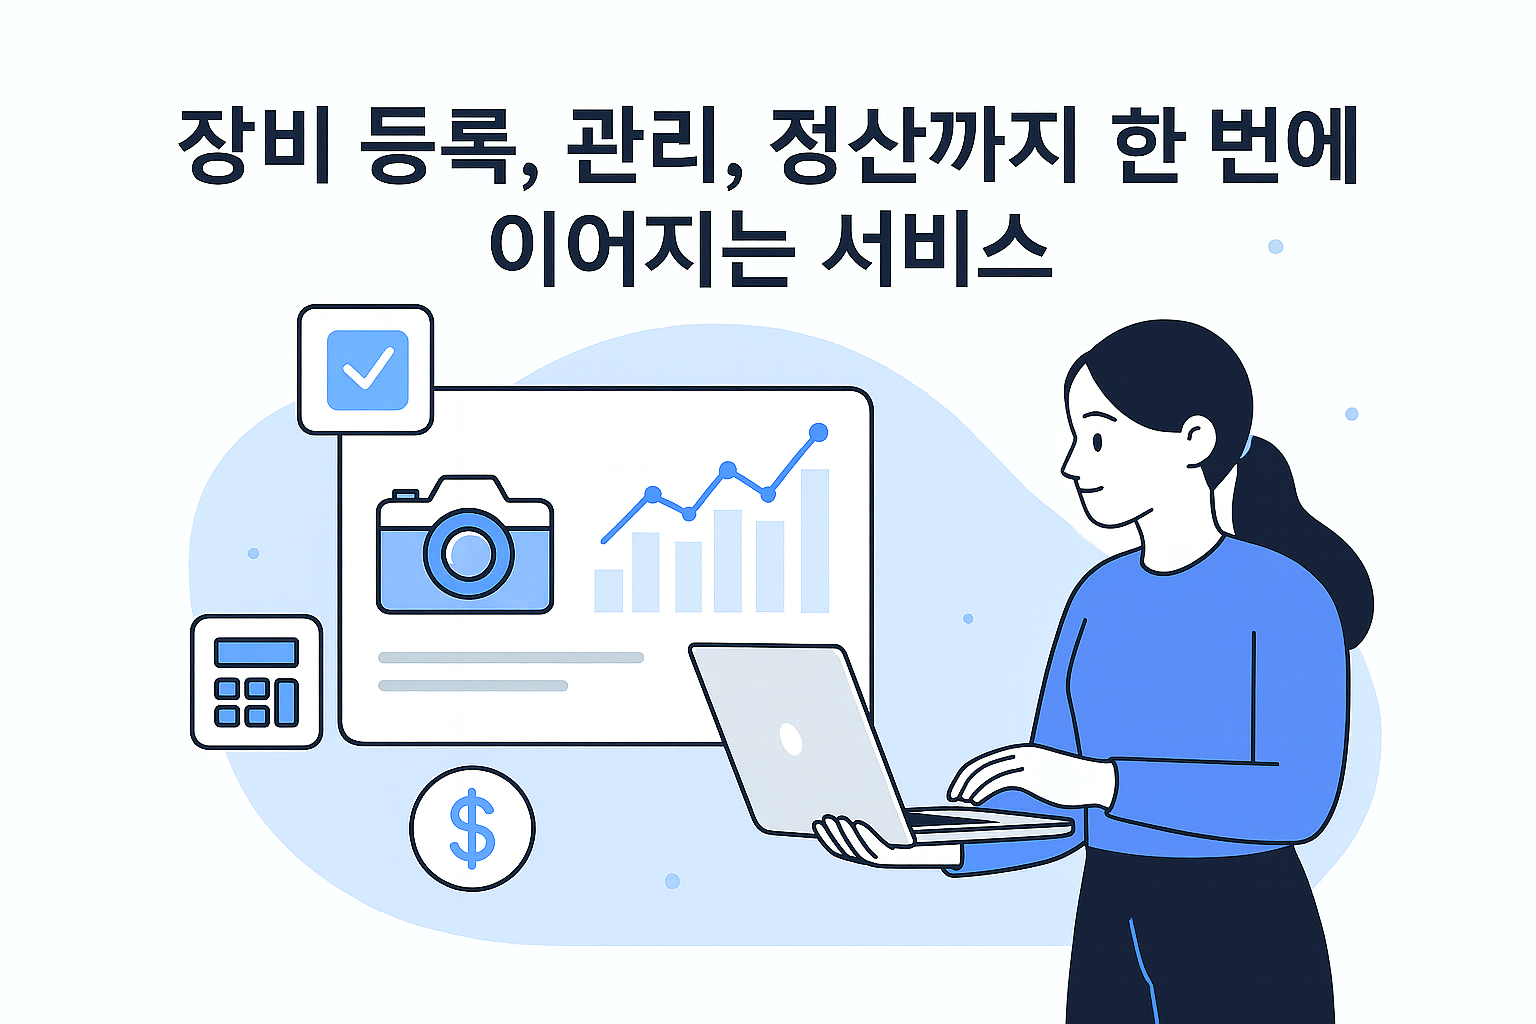 장비 등록, 관리, 정산까지 한 번에
이어지는 서비스
$